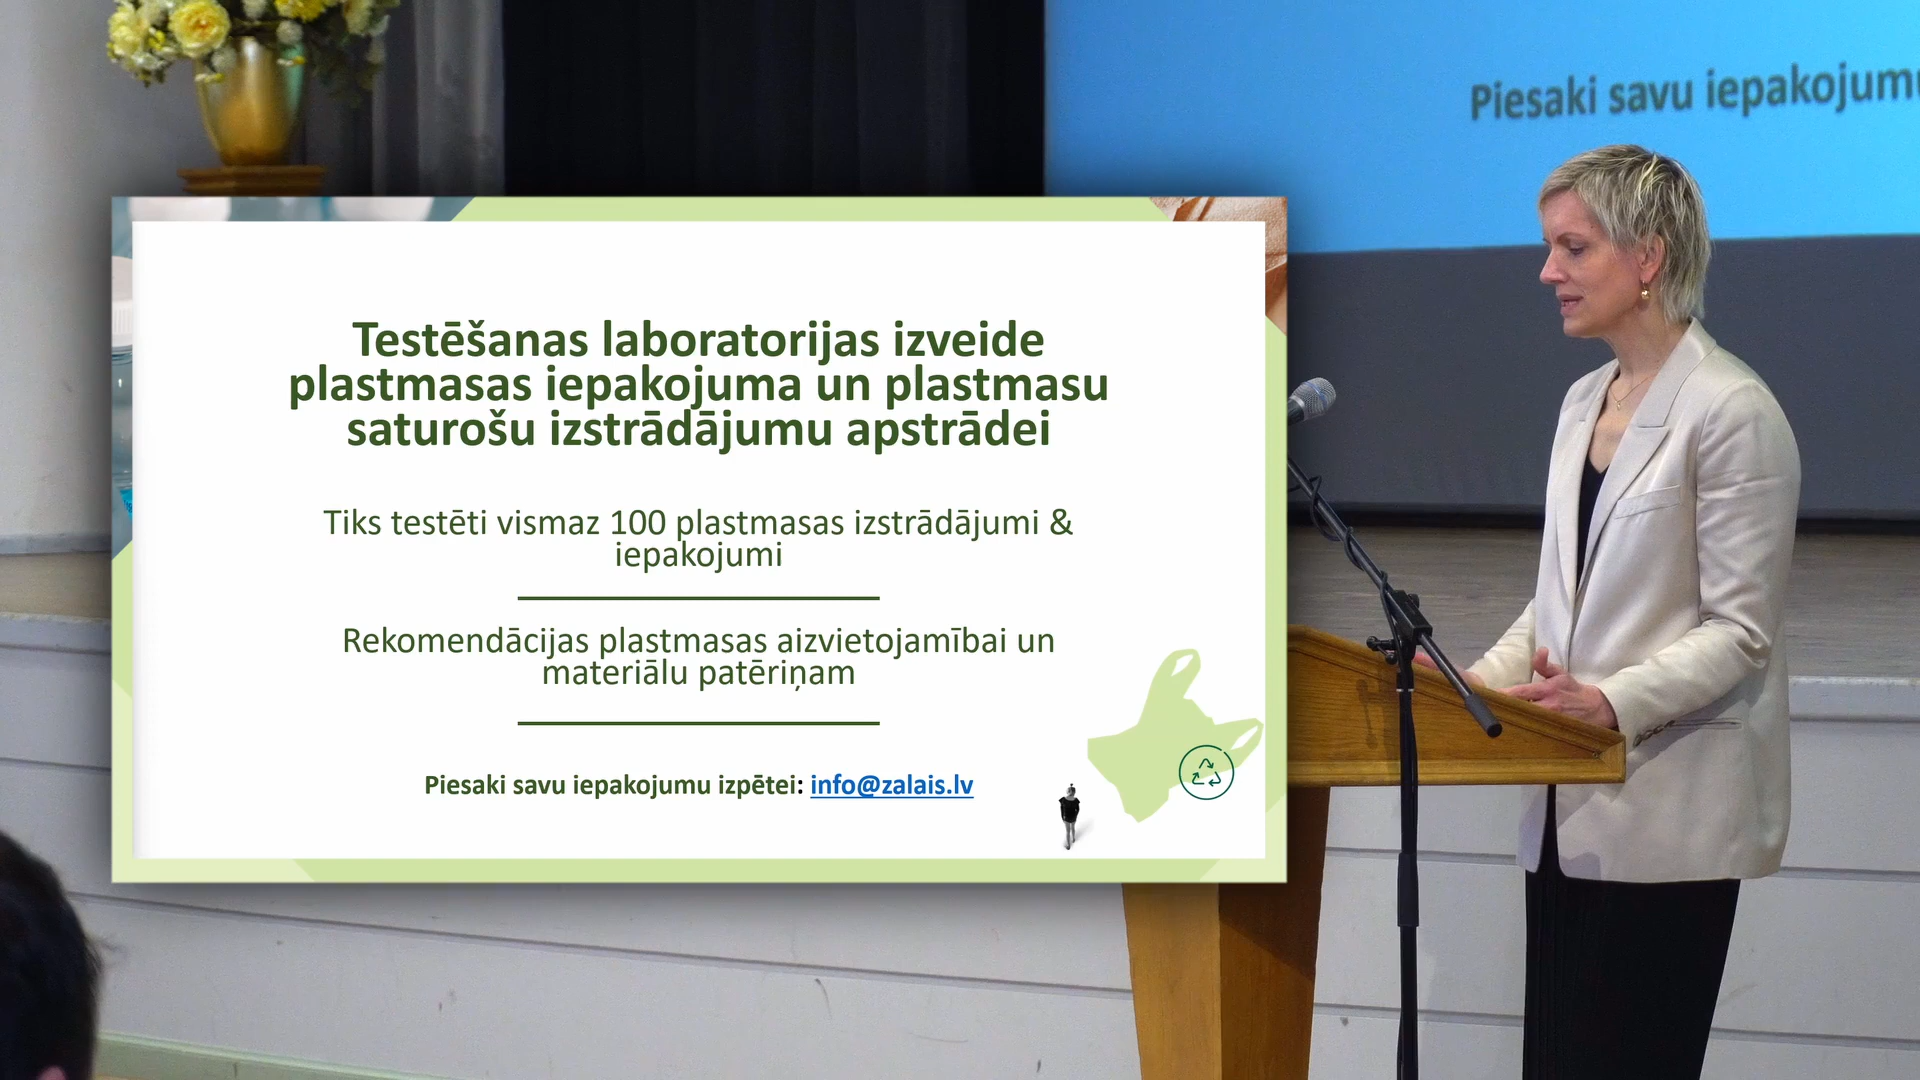 Piesaki savu iepakojumu
Testēšanas laboratorijas izveide
plastmasas iepakojuma un plastmasu
saturošu izstrādājumu apstrādei
Tiks testēti vismaz 100 plastmasas izstrādājumi &
iepakojumi
Rekomendācijas plastmasas aizvietojamībai un
materiālu patēriņam
Piesaki savu iepakojumu izpētei: info@zalais.lv